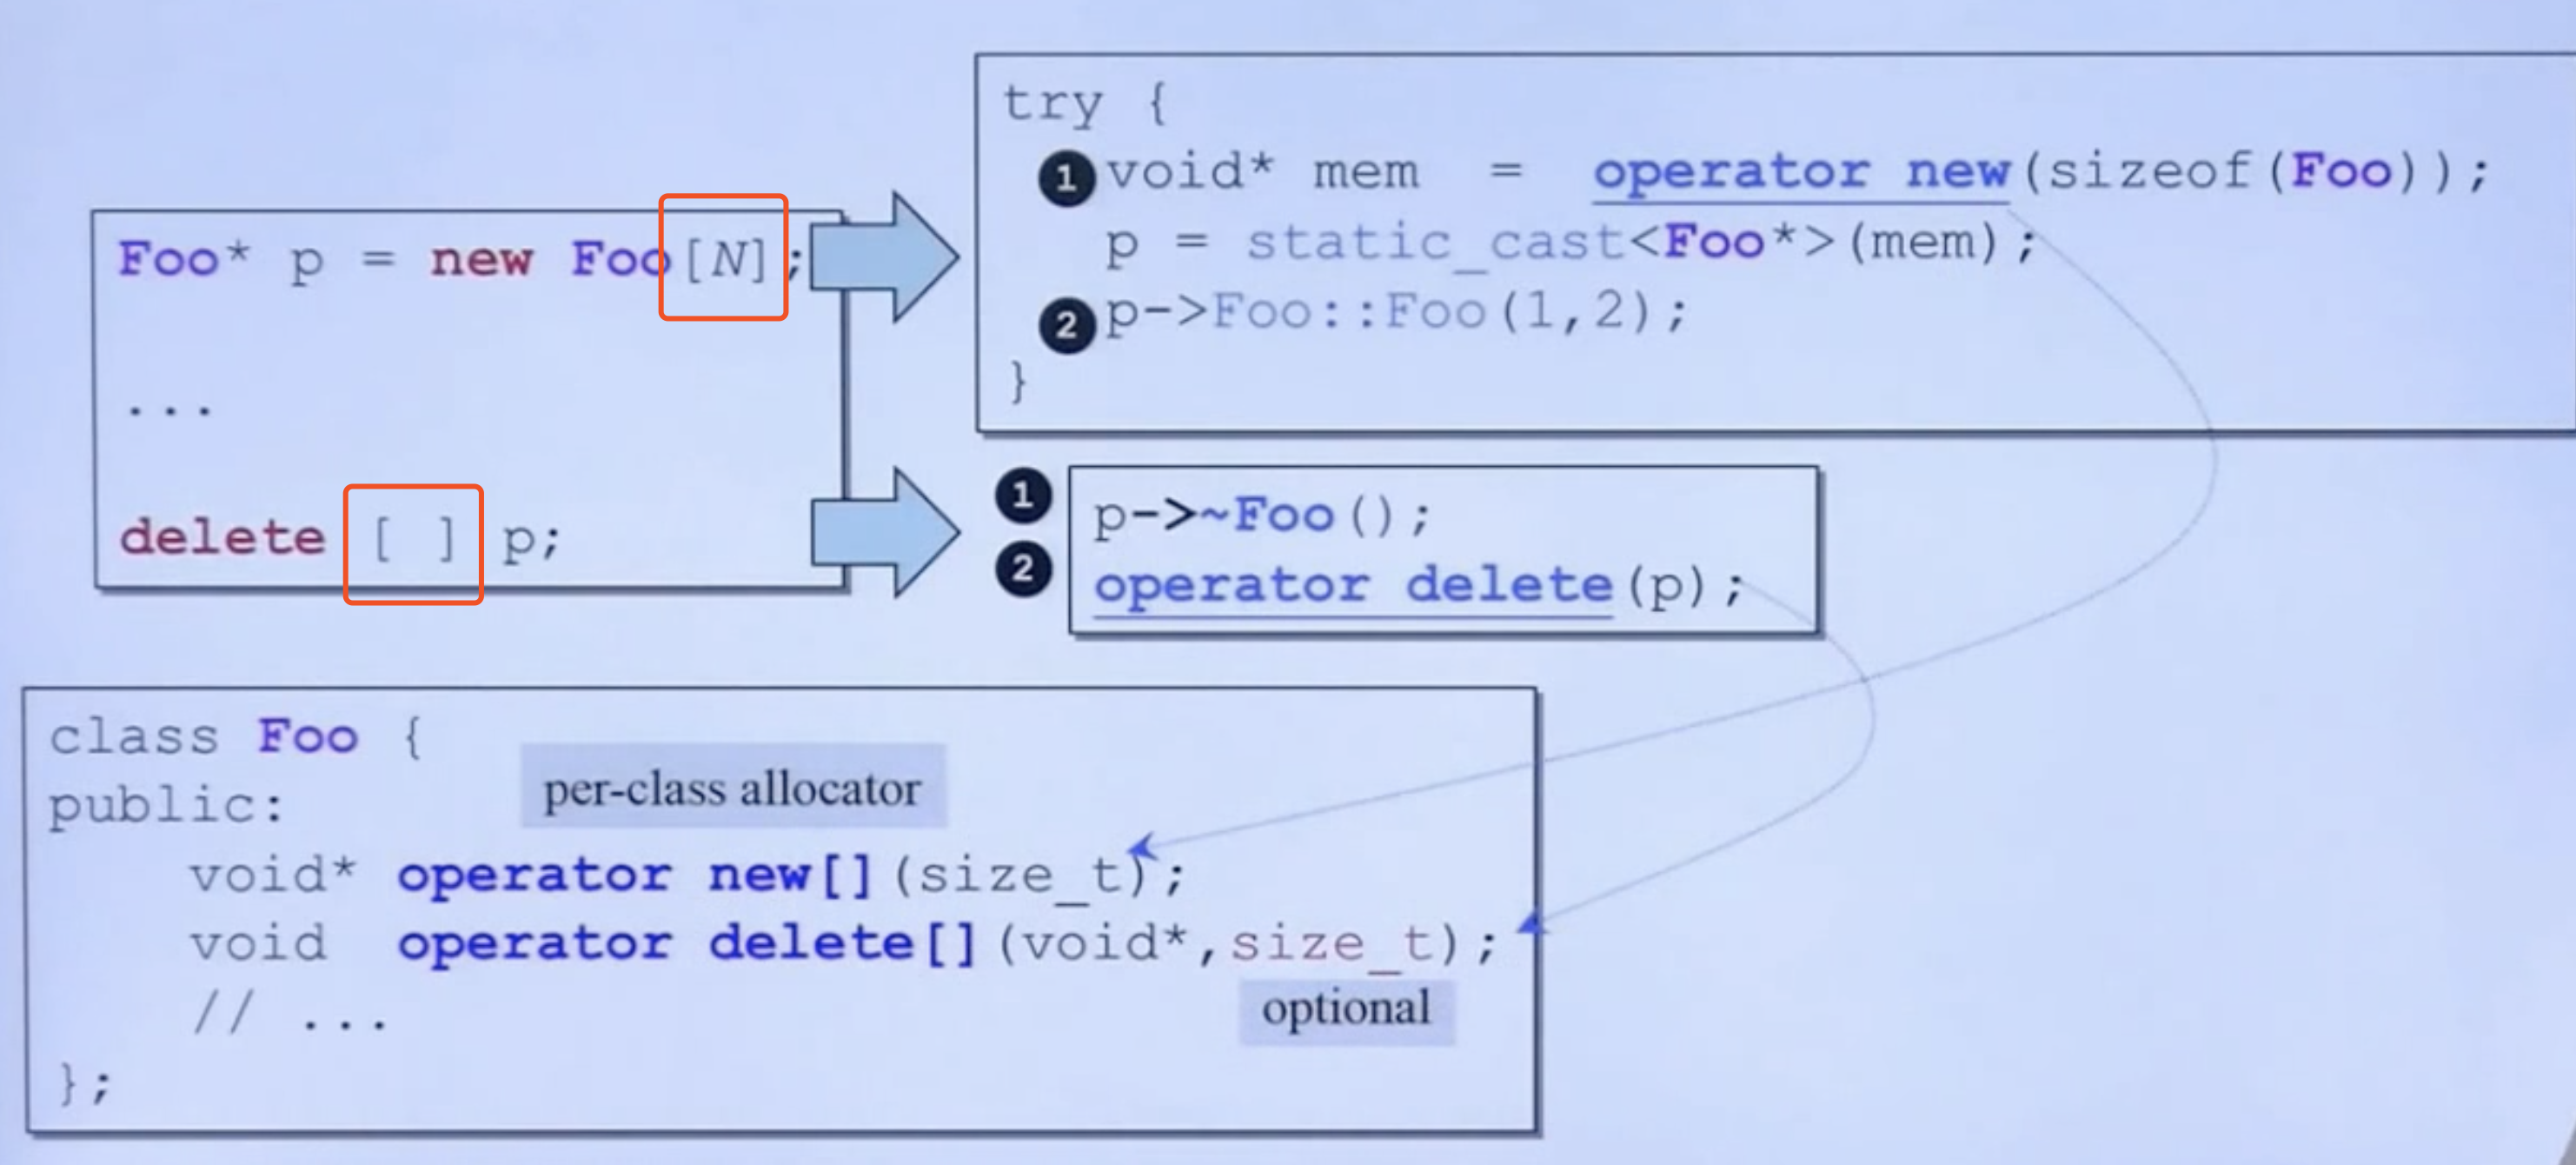 Foo* p = new Foo[N];
...
delete [ ] p;
try {
1 void* mem = operator new(sizeof(Foo));
p = static_cast<Foo*>(mem);
2 p->Foo::Foo(1,2);
}
1 p->~Foo();
2 operator delete(p);
class Foo {
public:
per-class allocator
void* operator new[](size_t);
void operator delete[](void*,size_t);
optional
// ...
};